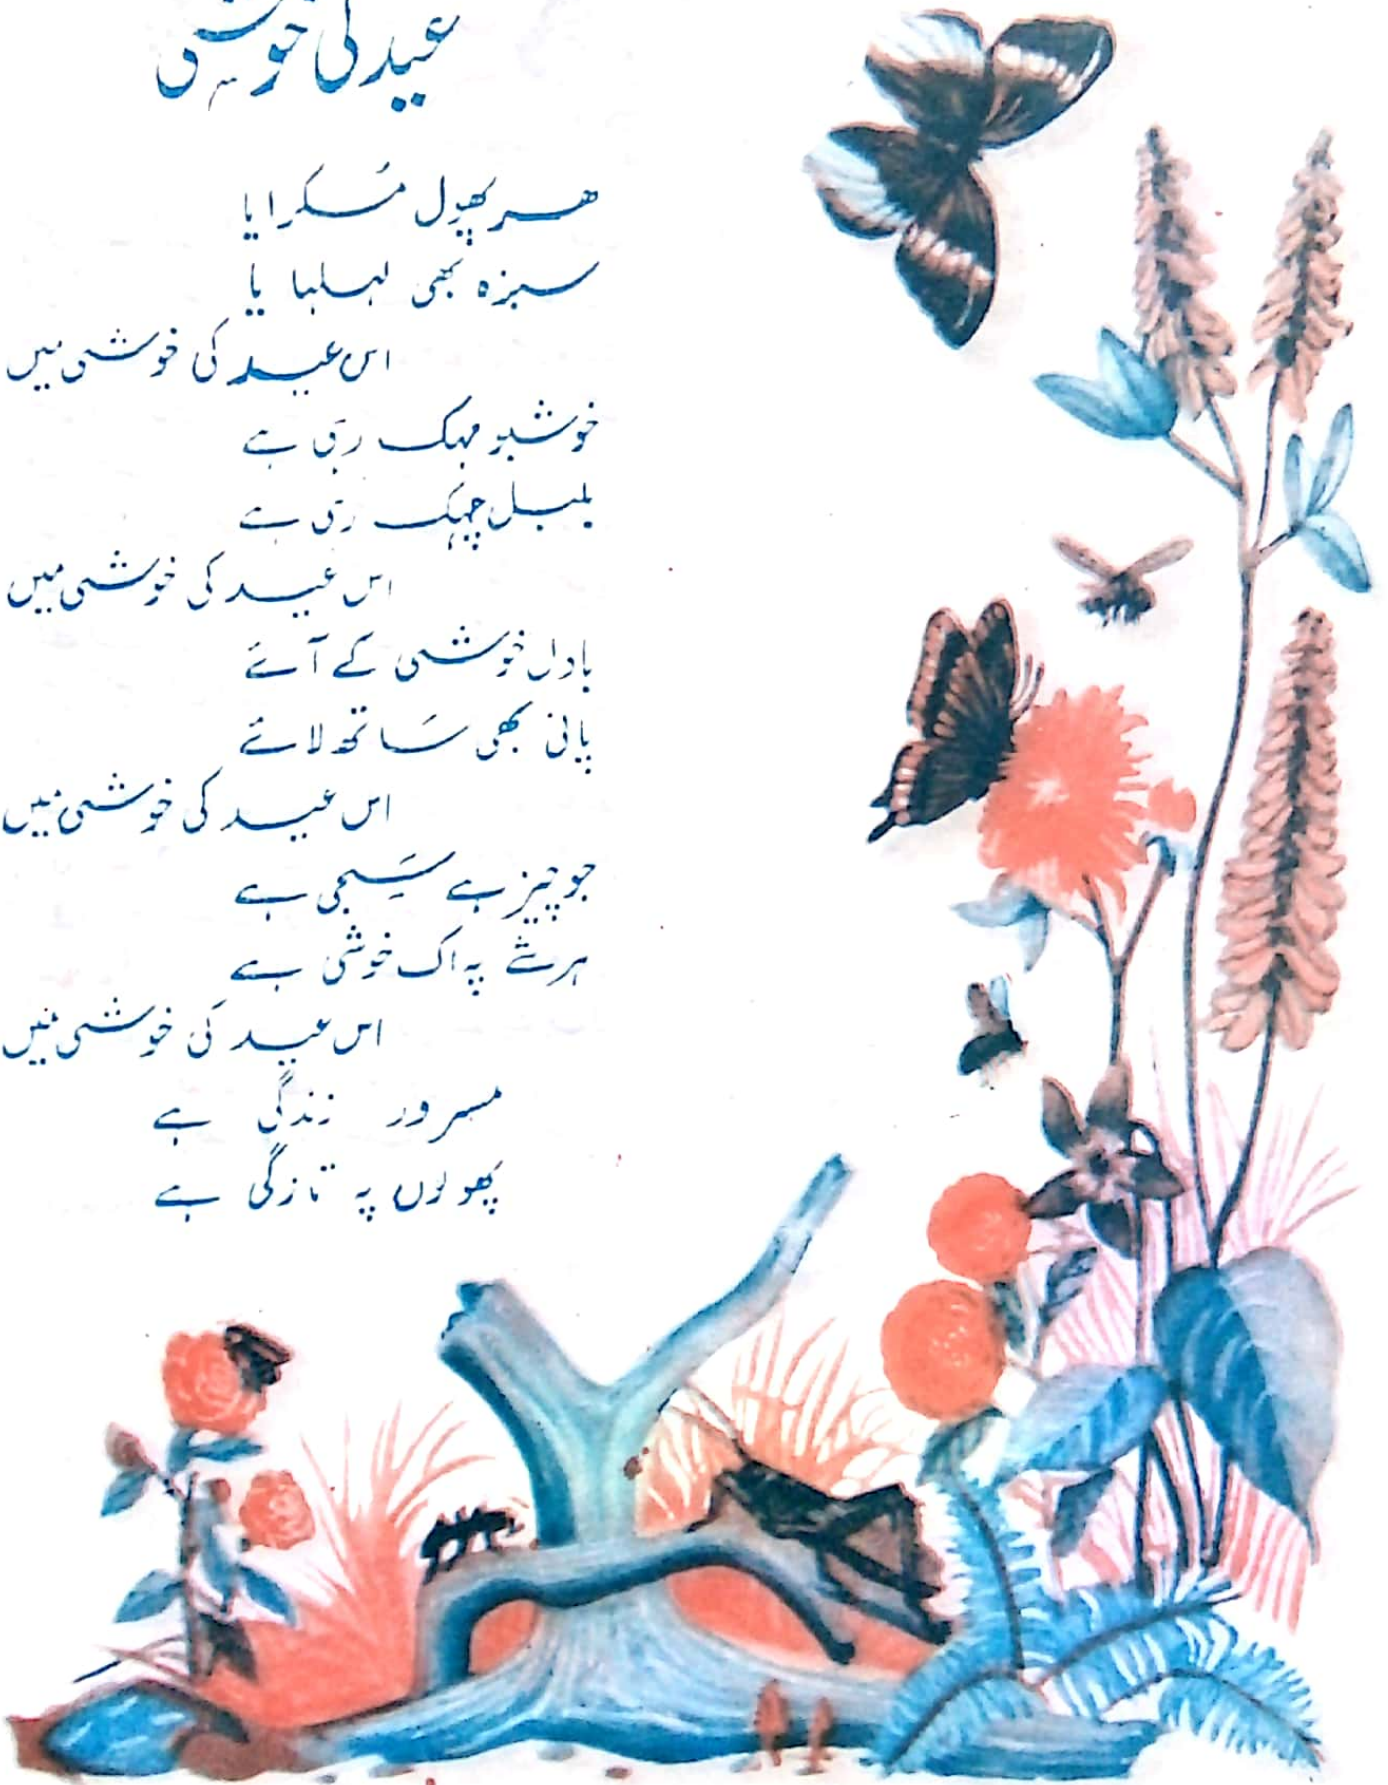 عید کی خوشی
ہر پھول مُسکرایا
سبزہ بھی لہلہایا
اس عید کی خوشی میں
خوشبو مہک رہی ہے
بلبل چہک رہی ہے
اس عید کی خوشی میں
بادل خوشی کے آئے
پانی بھی سَاتھ لائے
اس عید کی خوشی میں
جو چیز ہے سَجی ہے
ہر شے پہ اک خوشی ہے
اس عید کی خوشی میں
مسرور زندگی ہے
پھولوں پہ تازگی ہے